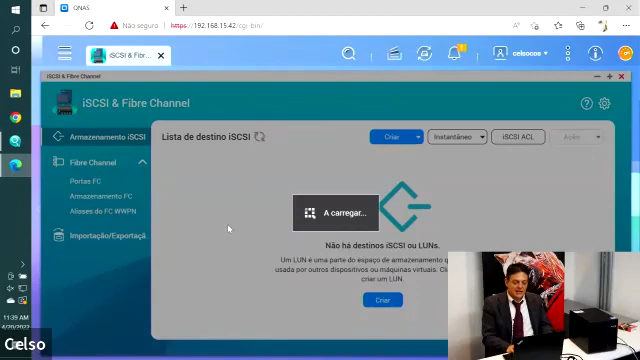 QNAS
Não seguro
https://192.168.15.42/cgi-bin/
iSCSI & Fibr...
1
celsocos
iSCSI & Fibre Channel
iSCSI & Fibre Channel
Armazenamento iSCSI
Fibre Channel
Portas FC
Armazenamento FC
Aliases do FC WWPN
Importação/Exportaçã
Lista de destino iSCSI
Criar
Instantâneo
iSCSI ACL
Ação
A carregar...
Não há destinos iSCSI ou LUNs.
Um LUN é uma parte do espaço de armazenamento q
usada por outros dispositivos ou máquinas virtuais. Cli
criar um LUN.
Criar
11:39 AM
Celso